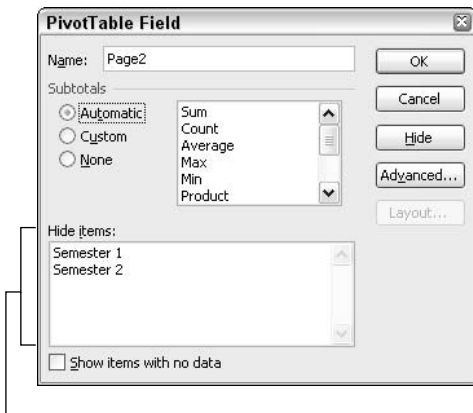 PivotTable Field
Name: Page2
OK
Subtotals
Automatic
Custom
None
Sum
Count
Average
Max
Min
Product
Cancel
Hide
Advanced...
Layout...
Hide items:
Semester 1
Semester 2
Show items with no data